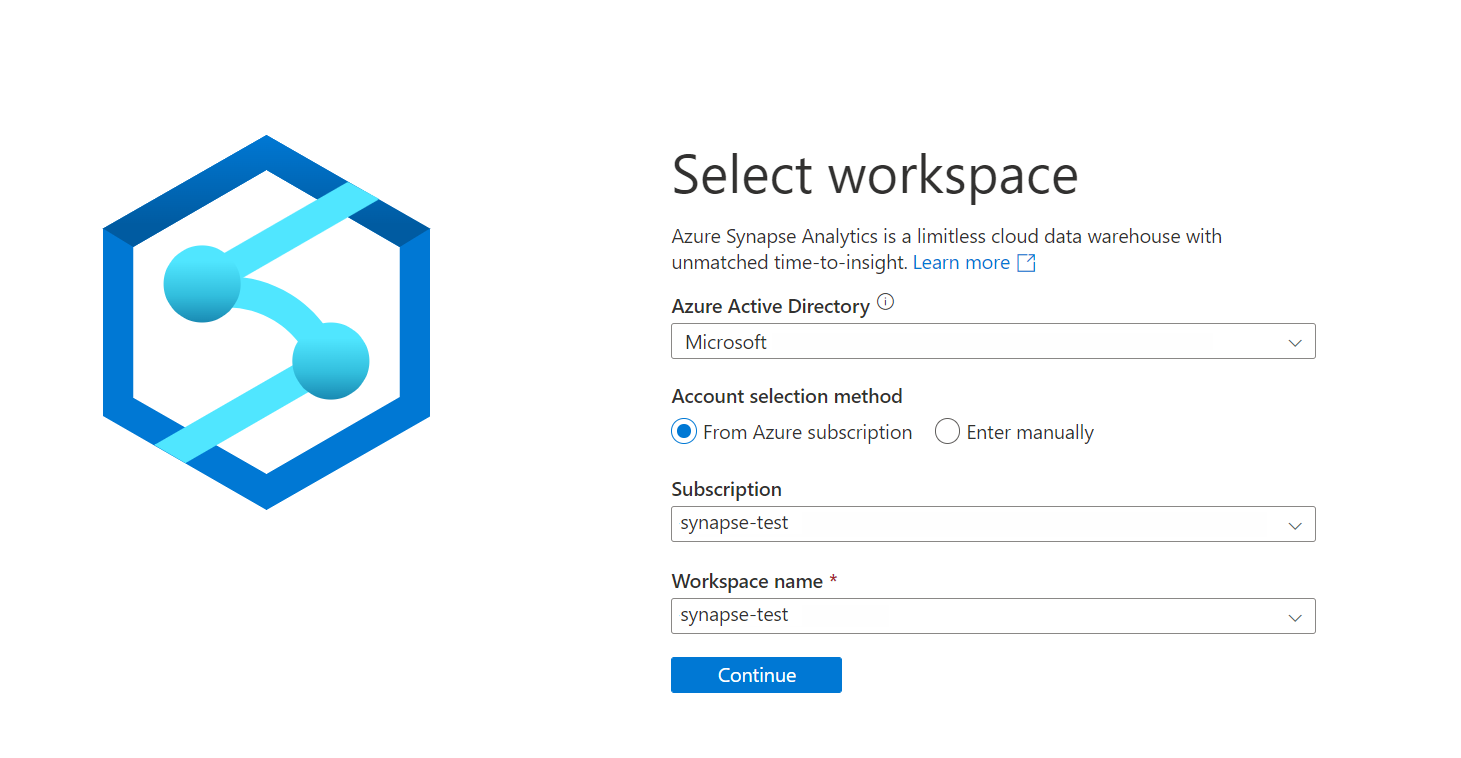 Select workspace
Azure Synapse Analytics is a limitless cloud data warehouse with
unmatched time-to-insight. Learn more
Azure Active Directory
Microsoft
Account selection method
From Azure subscription Enter manually
Subscription
synapse-test
Workspace name *
synapse-test
Continue